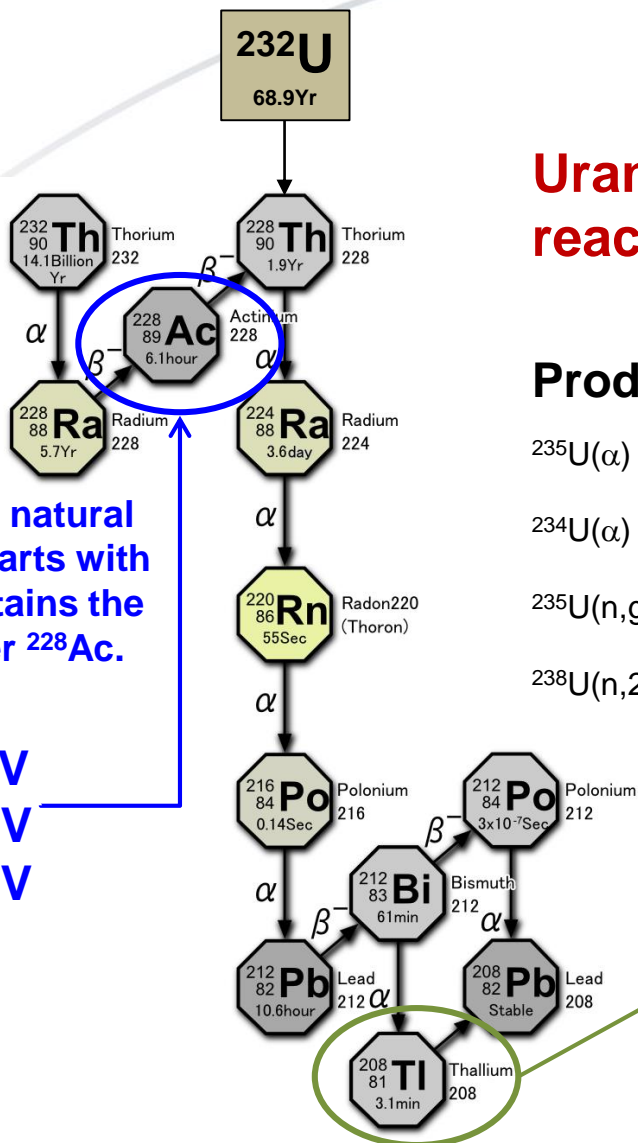 232U
68.9Yr
Uran
reac
232
90 Th
14.1Billion
Yr
Thorium
232
228
90 Th
1.9Yr
Thorium
228
β−
228
89 Ac
6.1hour
Actinium
228
α
β−
α
228
88 Ra
5.7Yr
Radium
228
224
88 Ra
3.6day
Radium
224
Prod
235U(α)
234U(α)
235U(n,g
238U(n,2
natural
arts with
tains the
er 228Ac.
α
220
86 Rn
55Sec
Radon220
(Thoron)
α
V
V
V
216
84 Po
0.14Sec
Polonium
216
212
84 Po
3x10-7Sec
Polonium
212
β−
212
83 Bi
61min
Bismuth
212
α
β−
α
212
82 Pb
10.6hour
Lead
212
α
208
82 Pb
Stable
Lead
208
208
81 Tl
3.1min
Thallium
208